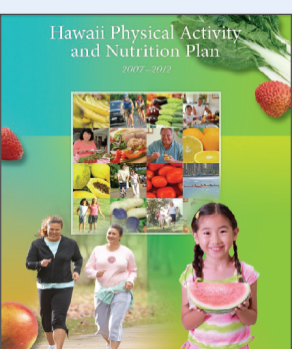 Hawaii Physical Activity
and Nutrition Plan
2007-2012